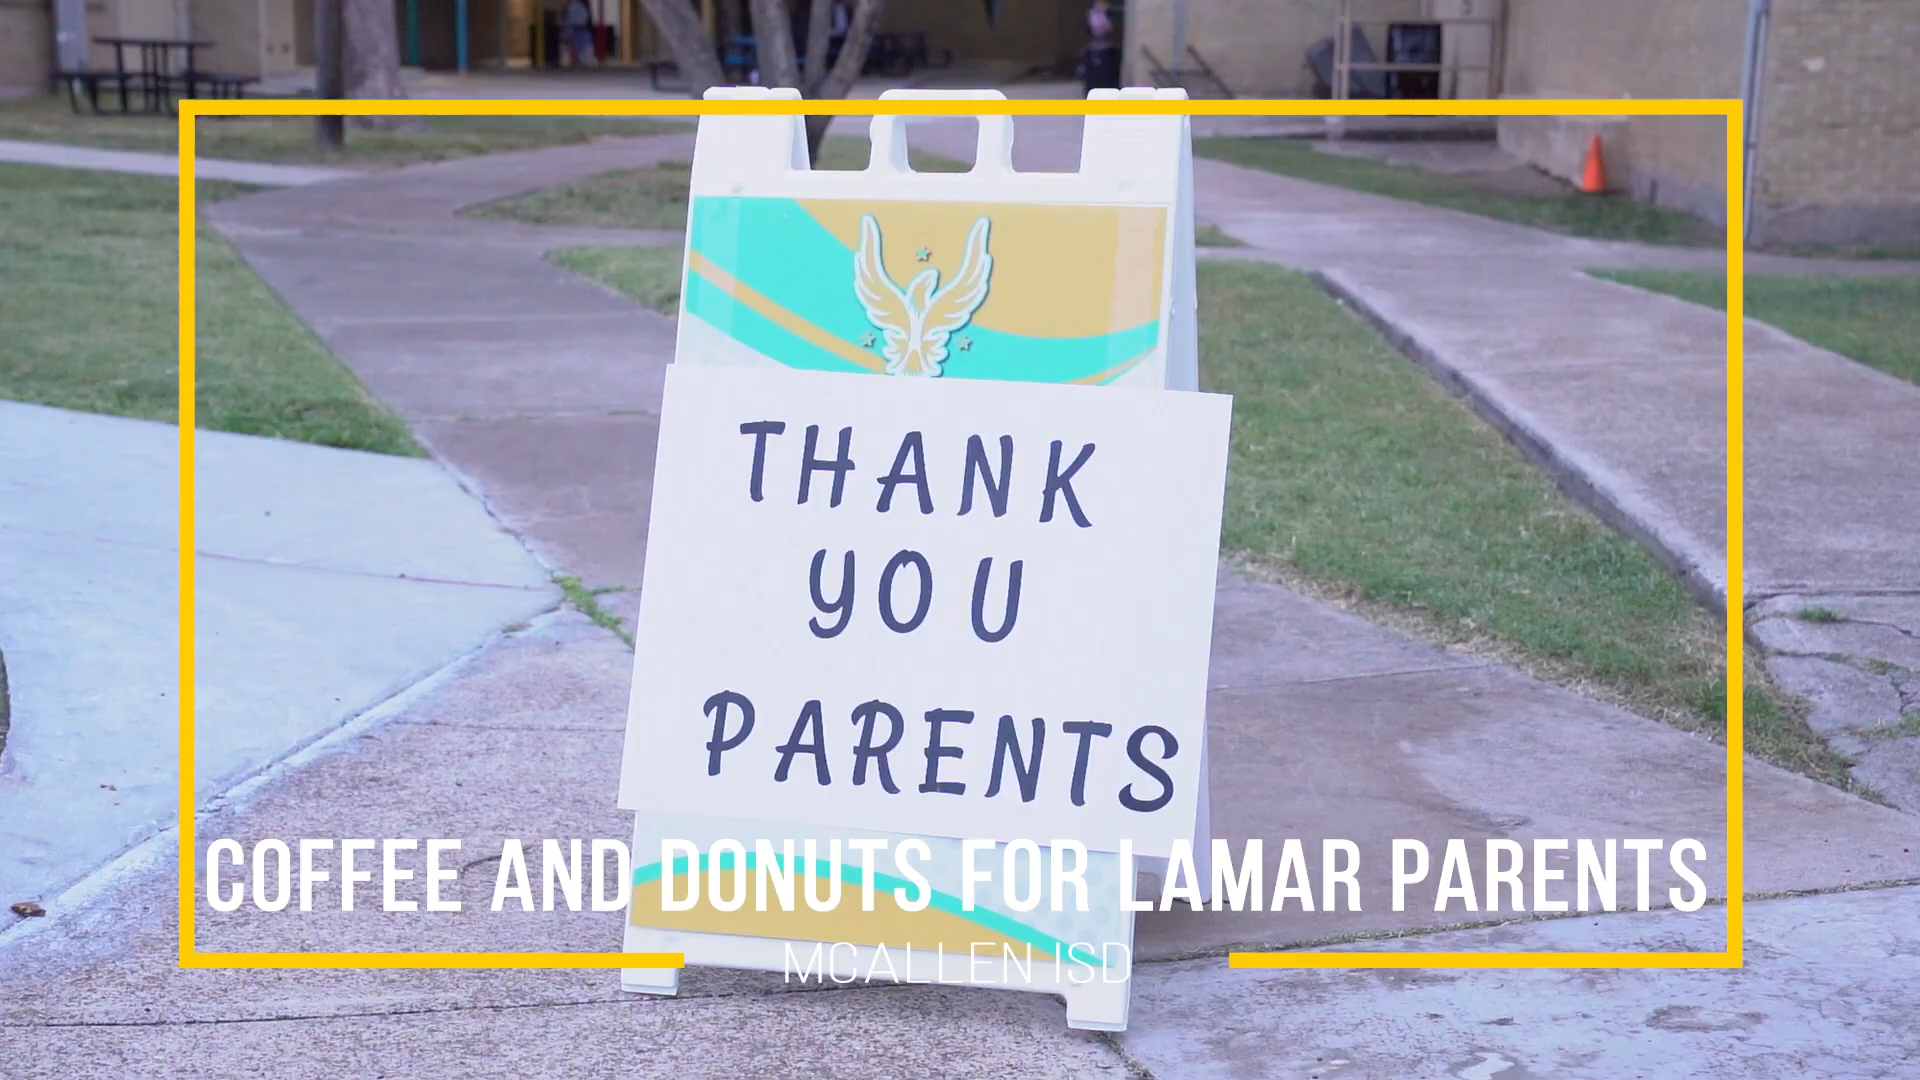 THANK
YOU
PARENTS
COFFEE AND DONUTS FOR LAMAR PARENTS
MCALLEN ISD